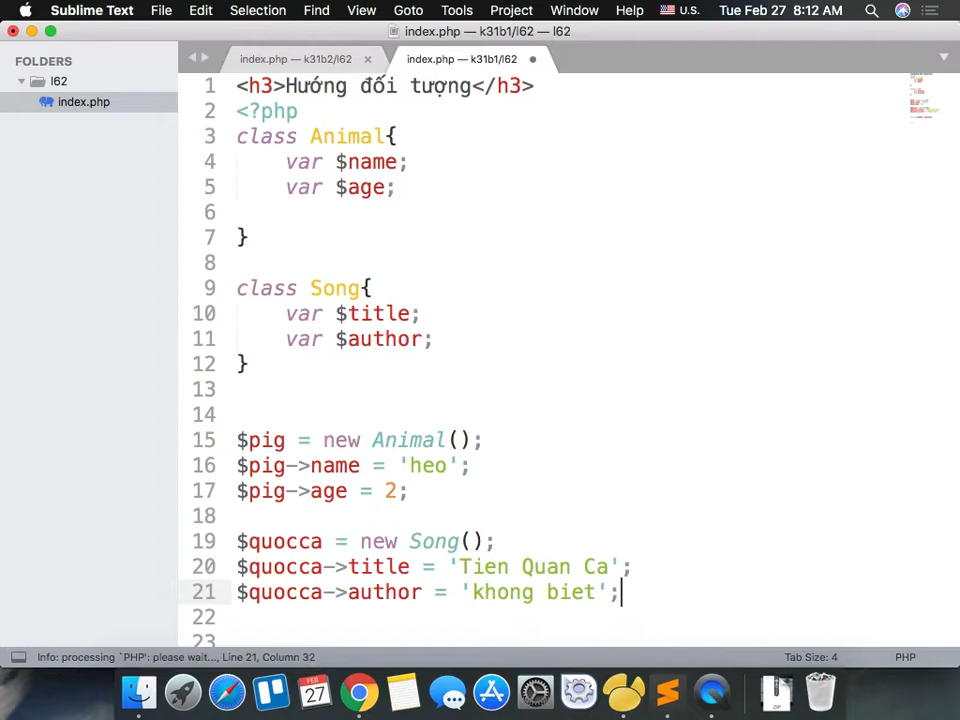 Sublime Text File Edit Selection Find View Goto Tools Project Window Help U.S. Tue Feb 27 8:12 AM
index.php — k31b1/l62 — l62
FOLDERS
l62
index.php
index.php — k31b2/l62 × index.php — k31b1/l62
1 <h3>Hướng đối tượng</h3>
2 <?php
3 class Animal{
4 var $name;
5 var $age;
6
7 }
8
9 class Song{
10 var $title;
11 var $author;
12 }
13
14
15 $pig = new Animal();
16 $pig->name = 'heo';
17 $pig->age = 2;
18
19 $quocca = new Song();
20 $quocca->title = 'Tien Quan Ca';
21 $quocca->author = 'khong biet';
22
23
Info: processing `PHP': please wait..., Line 21, Column 32 Tab Size: 4 PHP
FEB
27
ZIP